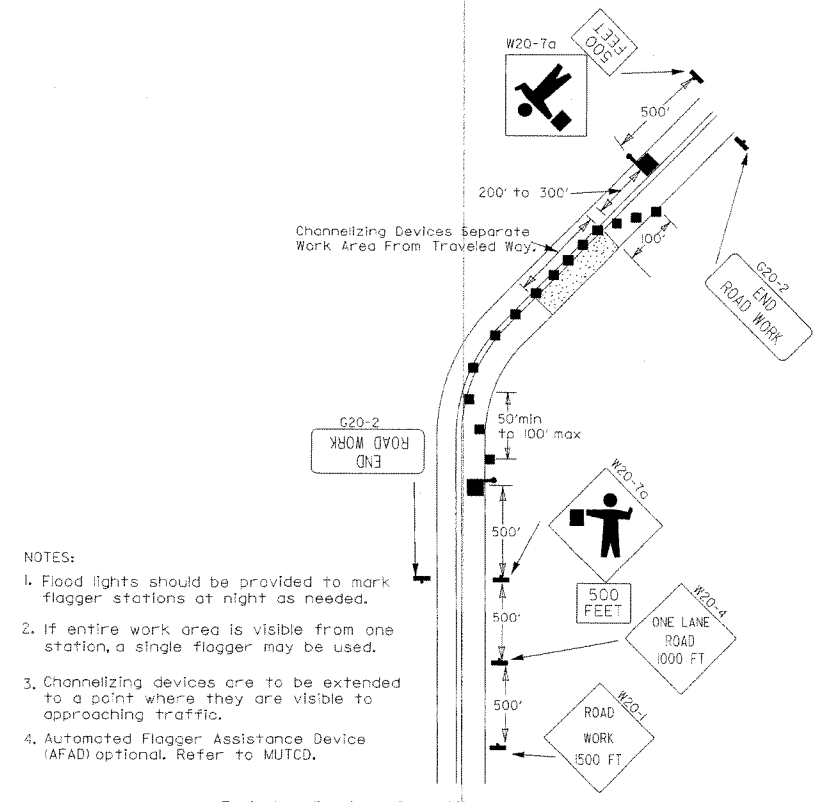 W20-7a
500
FEET
500'
200' to 300'
Channelizing Devices Separate
Work Area From Traveled Way.
100'
G20-2
END
ROAD WORK
G20-2
END
ROAD WORK
50'min
to 100' max
W20-7a
500'
500
FEET
500'
W20-4
ONE LANE
ROAD
1000 FT
500'
W20-1
ROAD
WORK
1500 FT
NOTES:
1. Flood lights should be provided to mark
flagger stations at night as needed.
2. If entire work area is visible from one
station, a single flagger may be used.
3. Channelizing devices are to be extended
to a point where they are visible to
approaching traffic.
4. Automated Flagger Assistance Device
(AFAD) optional. Refer to MUTCD.